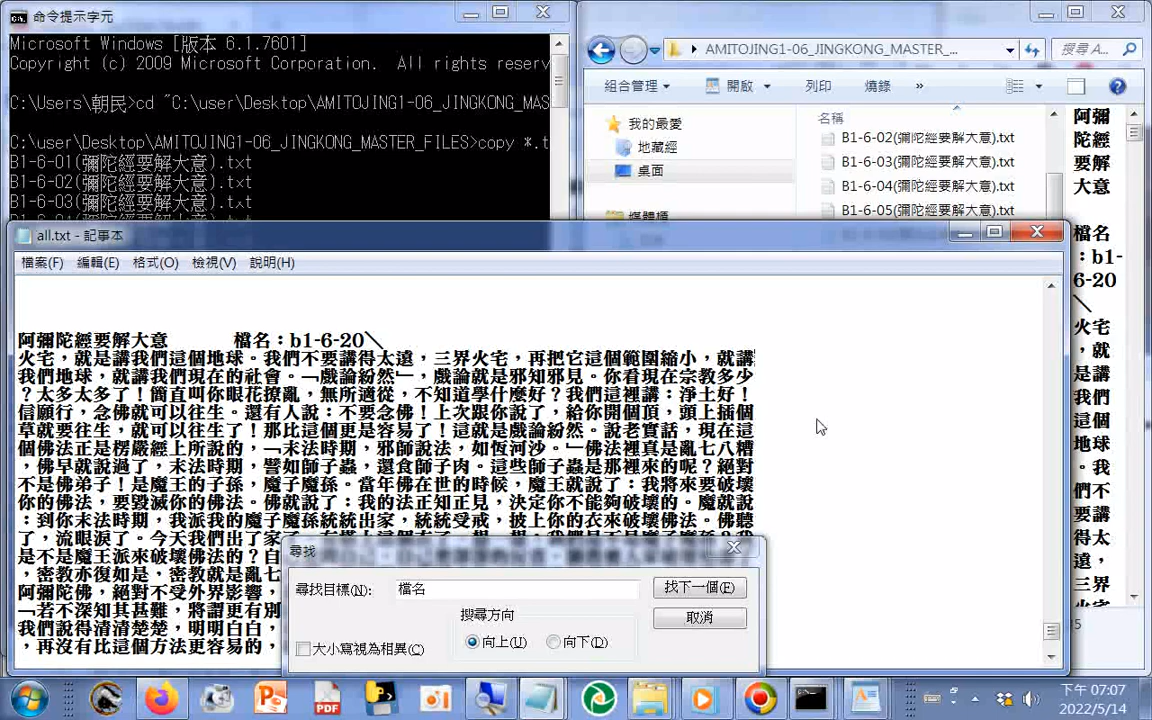 命令提示字元
Microsoft Windows [版本 6.1.7601]
Copyright (c) 2009 Microsoft Corporation.  All rights reserv
C:\Users\朝民>cd "C:\user\Desktop\AMITOJING1-06_JINGKONG_MAS
C:\user\Desktop\AMITOJING1-06_JINGKONG_MASTER_FILES>copy *.t
B1-6-01(彌陀經要解大意).txt
B1-6-02(彌陀經要解大意).txt
B1-6-03(彌陀經要解大意).txt
AMITOJING1-06_JINGKONG_MASTER_...
搜尋 A...
組合管理
開啟
列印
燒錄
»
我的最愛
地藏經
桌面
媒體櫃
名稱
B1-6-02(彌陀經要解大意).txt
B1-6-03(彌陀經要解大意).txt
B1-6-04(彌陀經要解大意).txt
B1-6-05(彌陀經要解大意).txt
阿彌
陀經
要解
大意
檔名
：b1-
6-20
╲
火宅
，就
是講
我們
這個
地球
。我
們不
要講
得太
遠，
三界
all.txt - 記事本
檔案(F)
編輯(E)
格式(O)
檢視(V)
說明(H)
阿彌陀經要解大意　　　檔名：b1-6-20╲
火宅，就是講我們這個地球。我們不要講得太遠，三界火宅，再把它這個範圍縮小，就講
我們地球，就講我們現在的社會。﹁戲論紛然﹂，戲論就是邪知邪見。你看現在宗教多少
？太多太多了！簡直叫你眼花撩亂，無所適從，不知道學什麼好？我們這裡講：淨土好！
信願行，念佛就可以往生。還有人說：不要念佛！上次跟你說了，給你開個頂，頭上插個
草就要往生，就可以往生了！那比這個更是容易了！這就是戲論紛然。說老實話，現在這
個佛法正是楞嚴經上所說的，﹁末法時期，邪師說法，如恆河沙。﹂佛法裡真是亂七八糟
，佛早就說過了，末法時期，譬如師子蟲，還食師子肉。這些師子蟲是那裡來的呢？絕對
不是佛弟子！是魔王的子孫，魔子魔孫。當年佛在世的時候，魔王就說了：我將來要破壞
你的佛法，要毀滅你的佛法。佛就說了：我的法正知正見，決定你不能夠破壞的。魔就說
：到你末法時期，我派我的魔子魔孫統統出家，統統受戒，披上你的衣來破壞佛法。佛聽
了，流眼淚了。今天我們出了家了
是不是魔王派來破壞佛法的？自
，密教亦復如是，密教就是亂七
阿彌陀佛，絕對不受外界影響，
﹁若不深知其甚難，將謂更有別
我們說得清清楚楚，明明白白，
，再沒有比這個方法更容易的，
尋找
尋找目標(N):
檔名
找下一個(F)
取消
搜尋方向
大小寫視為相異(C)
向上(U)
向下(D)
PDF
下午 07:07
2022/5/14